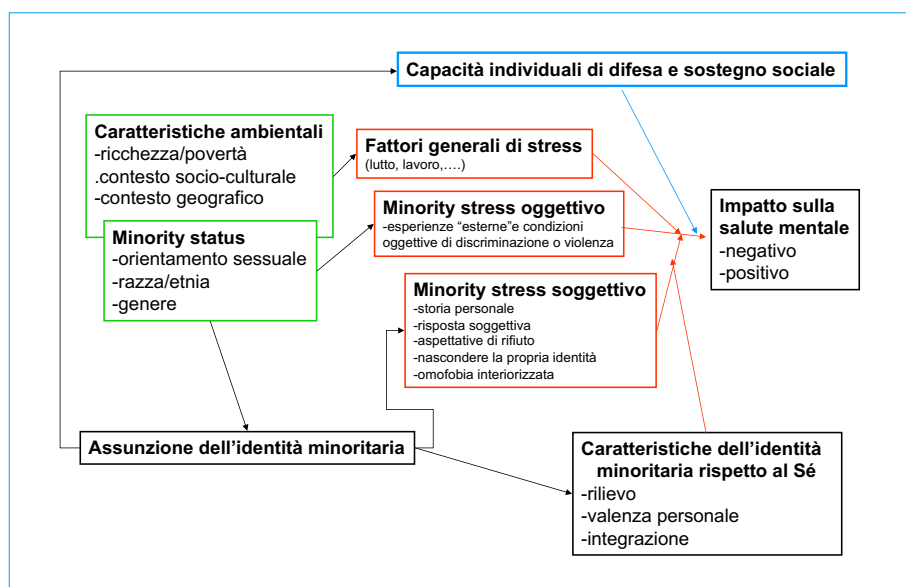 Capacità individuali di difesa e sostegno sociale
Caratteristiche ambientali
-ricchezza/povertà
.contesto socio-culturale
-contesto geografico
Fattori generali di stress
(lutto, lavoro,….)
Minority status
-orientamento sessuale
-razza/etnia
-genere
Minority stress oggettivo
-esperienze “esterne”e condizioni
oggettive di discriminazione o violenza
Impatto sulla
salute mentale
-negativo
-positivo
Minority stress soggettivo
-storia personale
-risposta soggettiva
-aspettative di rifiuto
-nascondere la propria identità
-omofobia interiorizzata
Assunzione dell’identità minoritaria
Caratteristiche dell’identità
minoritaria rispetto al Sé
-rilievo
-valenza personale
-integrazione